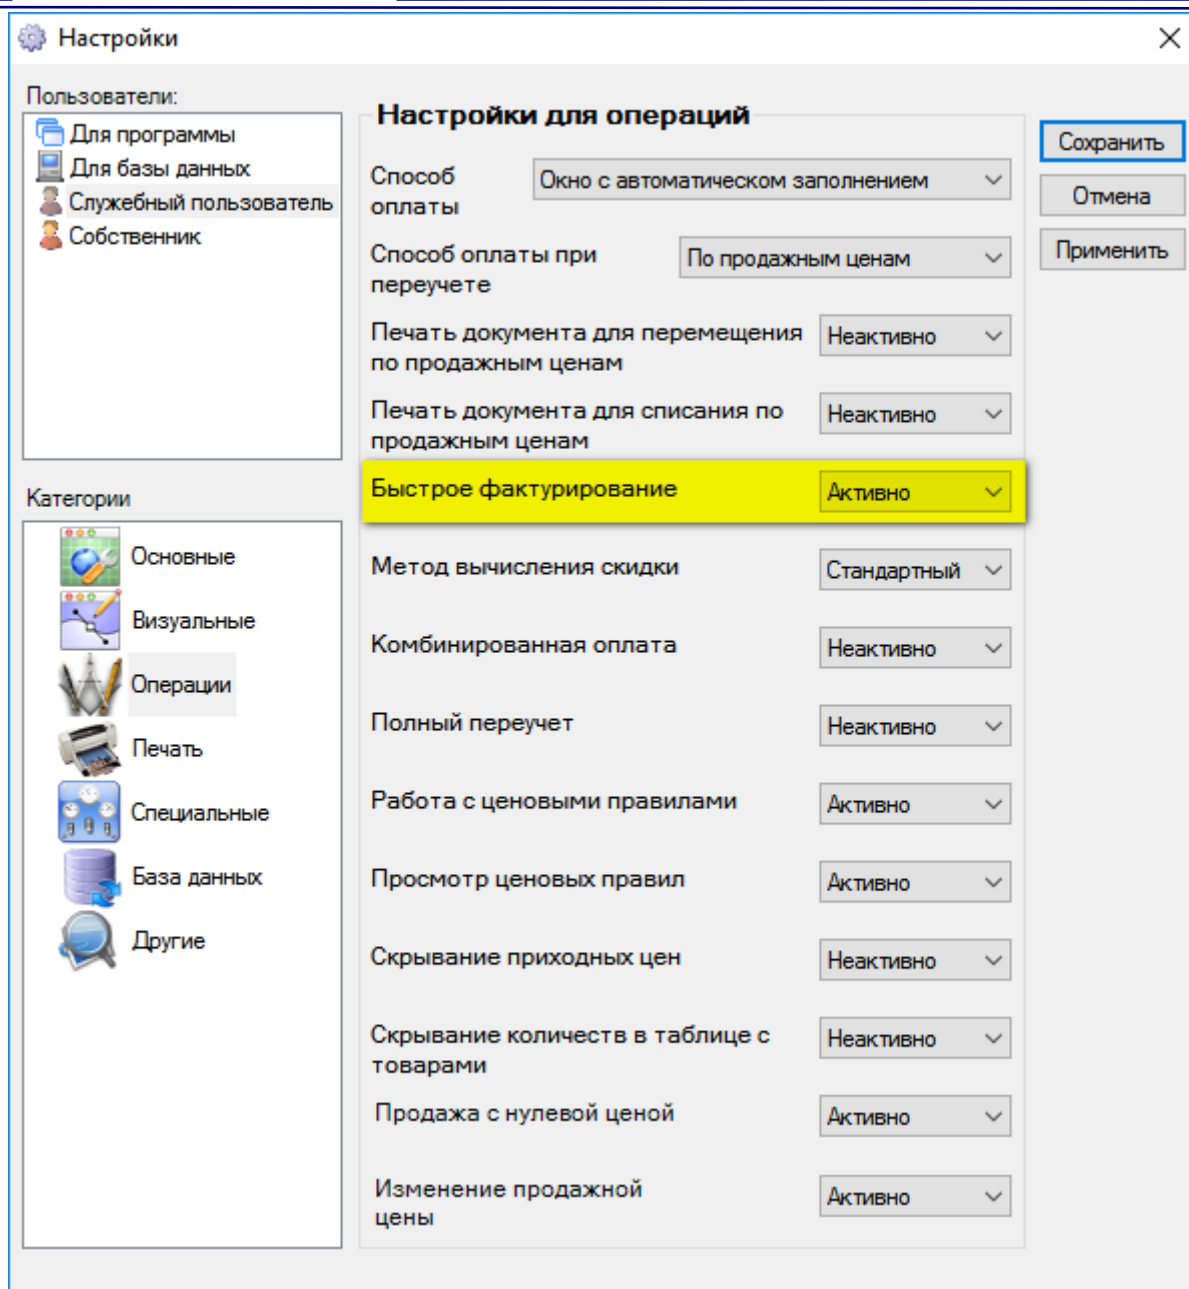 Настройки
Пользователи:
Для программы
Для базы данных
Служебный пользователь
Собственник
Категории
Основные
Визуальные
Операции
Печать
Специальные
База данных
Другие
Настройки для операций
Способ
оплаты
Окно с автоматическом заполнением
Способ оплаты при
переучете
По продажным ценам
Печать документа для перемещения
по продажным ценам
Неактивно
Печать документа для списания по
продажным ценам
Неактивно
Быстрое фактурирование
Активно
Метод вычисления скидки
Стандартный
Комбинированная оплата
Неактивно
Полный переучет
Неактивно
Работа с ценовыми правилами
Активно
Просмотр ценовых правил
Активно
Скрывание приходных цен
Неактивно
Скрывание количеств в таблице с
товарами
Неактивно
Продажа с нулевой ценой
Активно
Изменение продажной
цены
Активно
Сохранить
Отмена
Применить